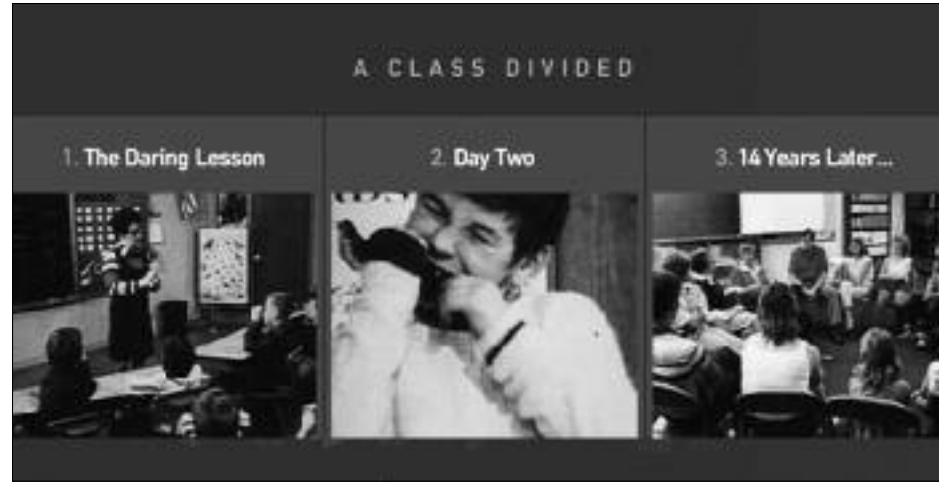 A CLASS DIVIDED
1. The Daring Lesson
2. Day Two
3. 14 Years Later...